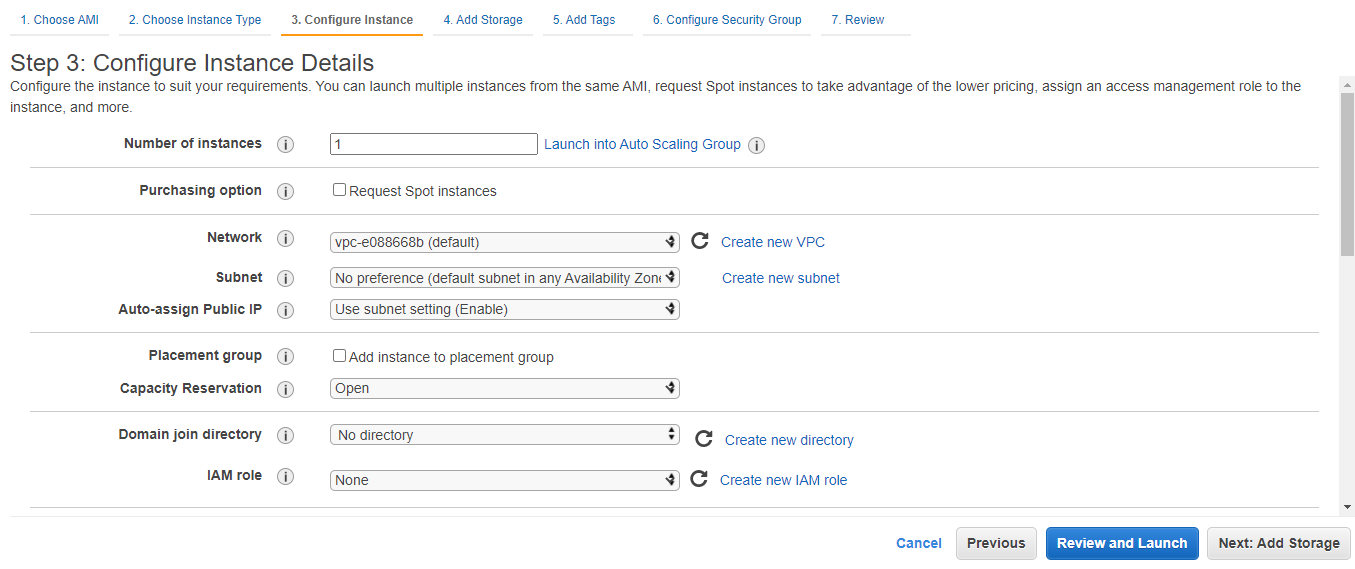 1. Choose AMI 2. Choose Instance Type 3. Configure Instance 4. Add Storage 5. Add Tags 6. Configure Security Group 7. Review
Step 3: Configure Instance Details
Configure the instance to suit your requirements. You can launch multiple instances from the same AMI, request Spot instances to take advantage of the lower pricing, assign an access management role to the
instance, and more.
Number of instances i 1 Launch into Auto Scaling Group i
Purchasing option i Request Spot instances
Network i vpc-e088668b (default) Create new VPC
Subnet i No preference (default subnet in any Availability Zone Create new subnet
Auto-assign Public IP i Use subnet setting (Enable)
Placement group i Add instance to placement group
Capacity Reservation i Open
Domain join directory i No directory Create new directory
IAM role i None Create new IAM role
Cancel Previous Review and Launch Next: Add Storage